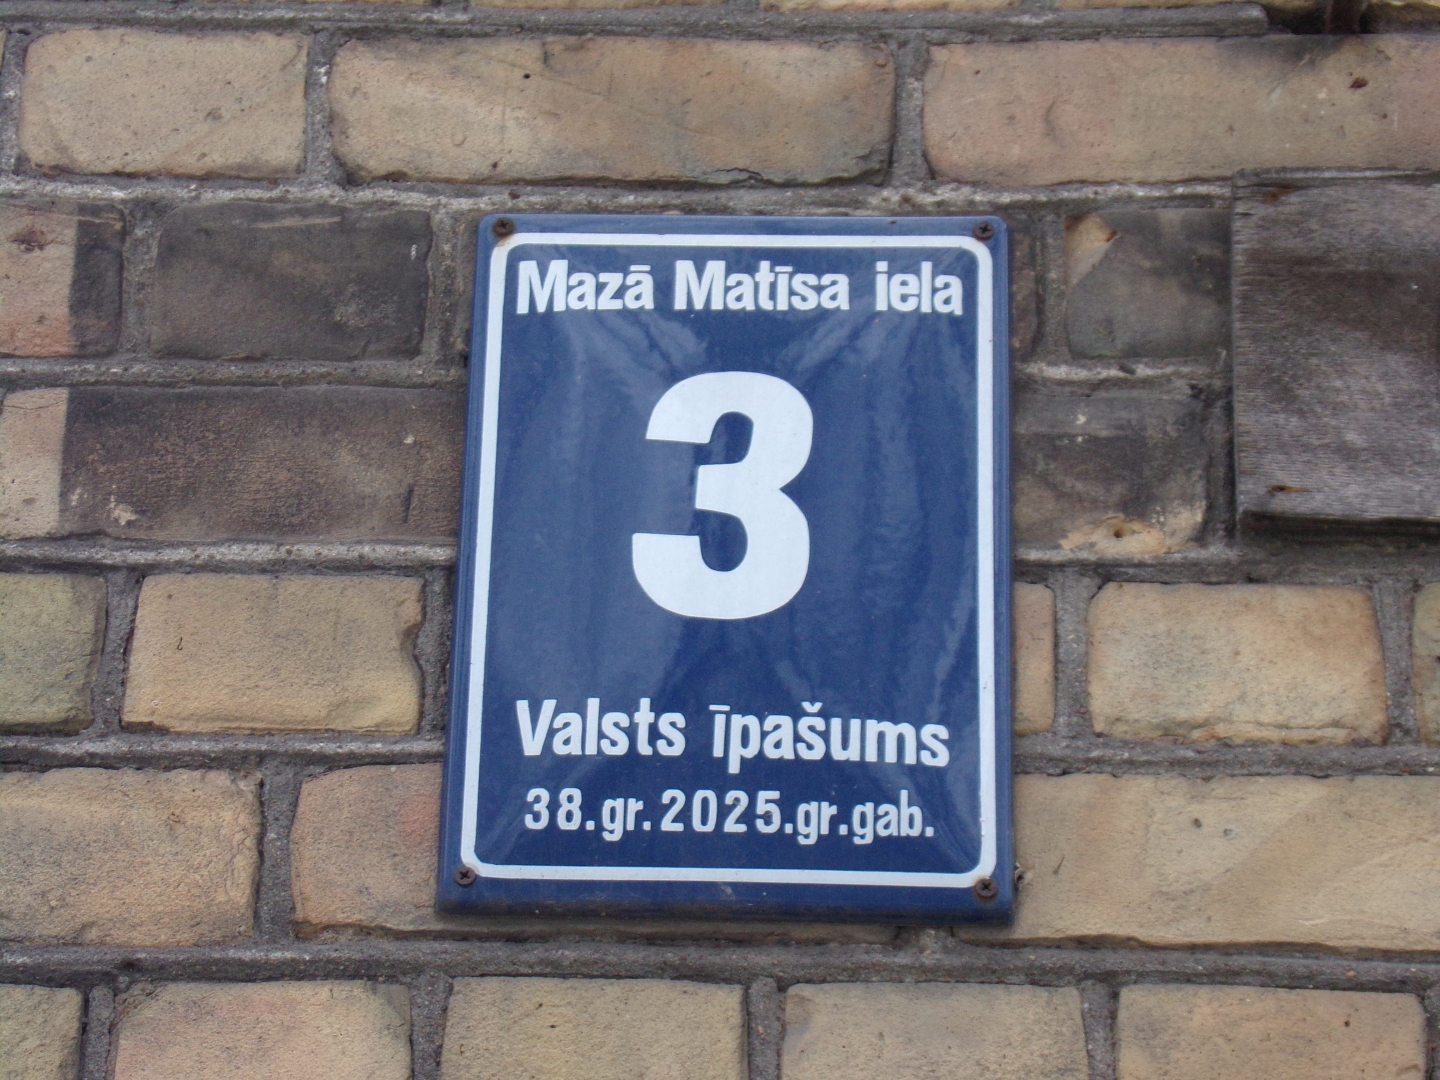 Mazā Matīsa iela
3
Valsts īpašums
38.gr.2025.gr.gab.